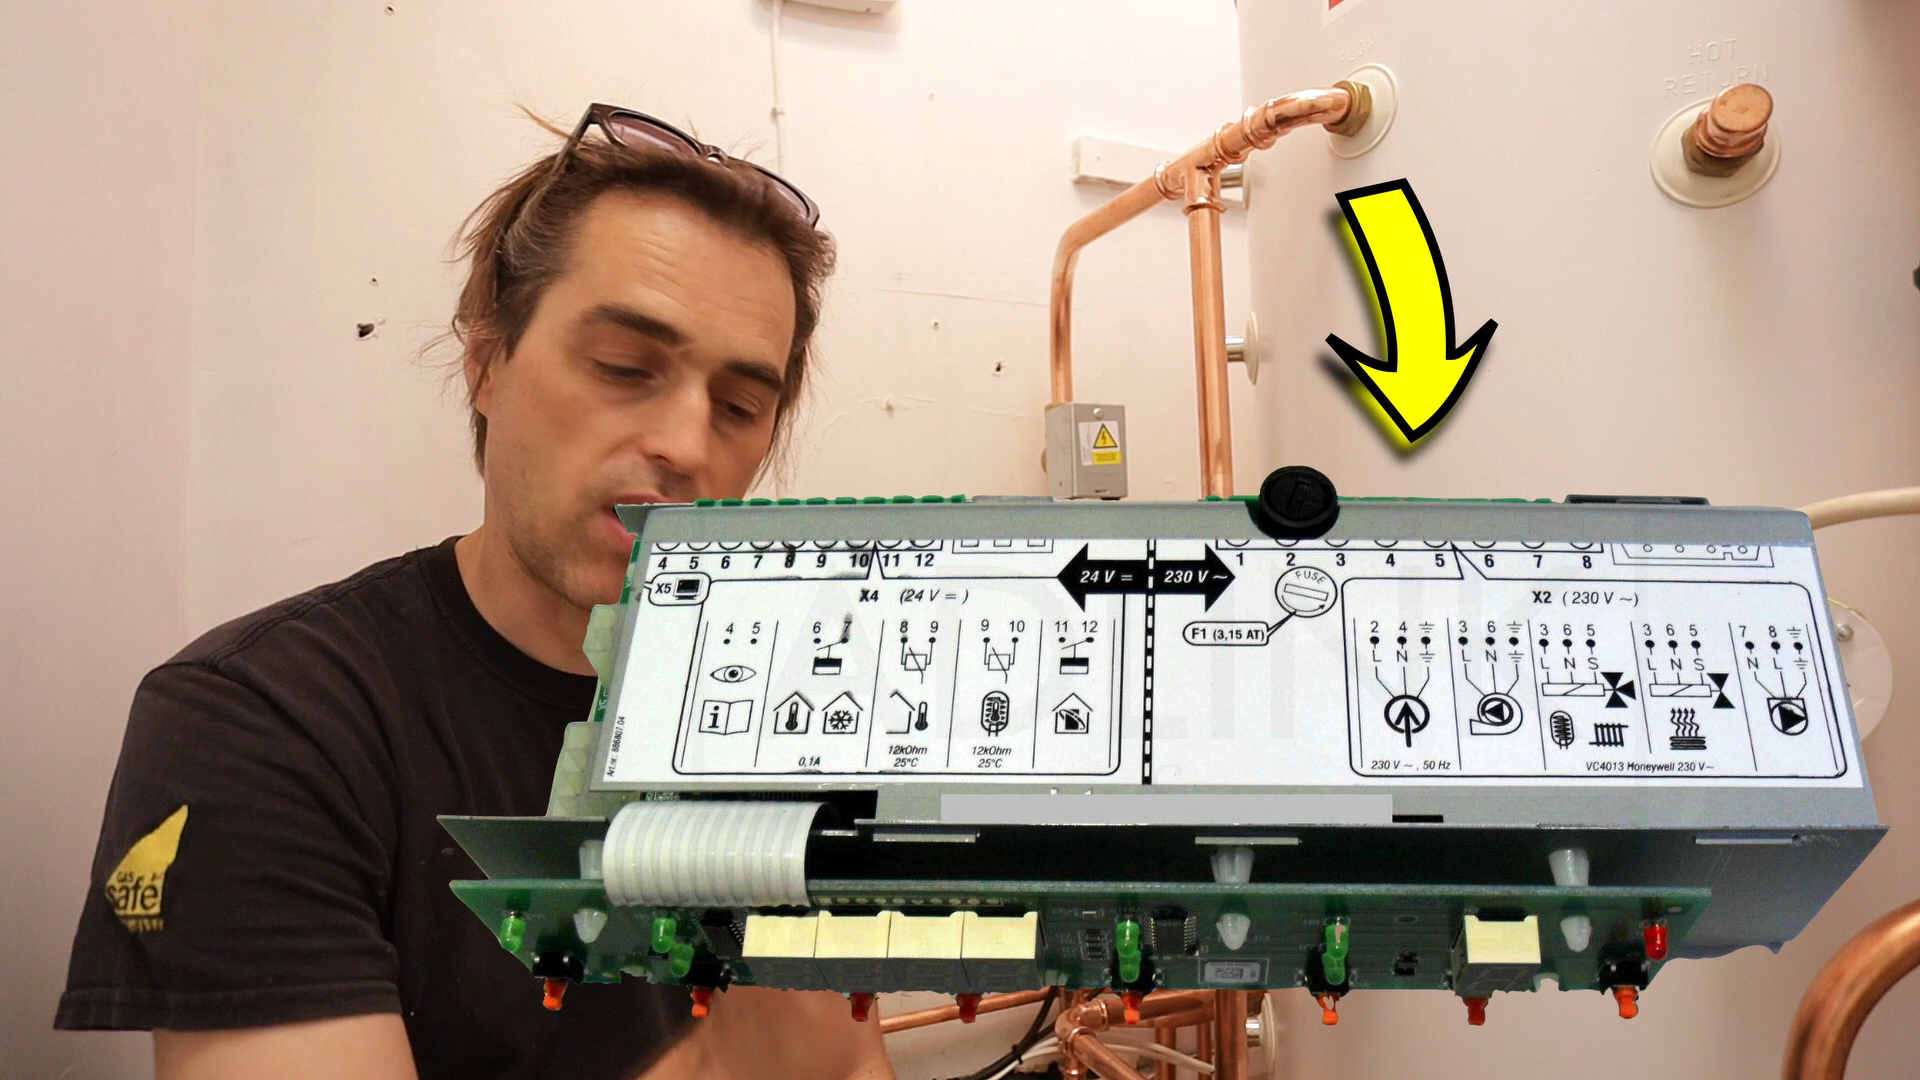 FLOW
HOT
RETURN
4 5 6 7 8 9 10 11 12
1 2 3 4 5 6 7 8
24 V =
230 V ~
X5
X4 (24 V = )
FUSE
F1 (3,15 AT)
X2 ( 230 V ~)
4 5
6 7
8 9
9 10
11 12
2 4
L N
3 6
L N
3 6 5
L N S
3 6 5
L N S
7 8
N L
i
0,1A
12kOhm
25°C
12kOhm
25°C
230 V ~ , 50 Hz
VC4013 Honeywell 230 V~
GAS
safe